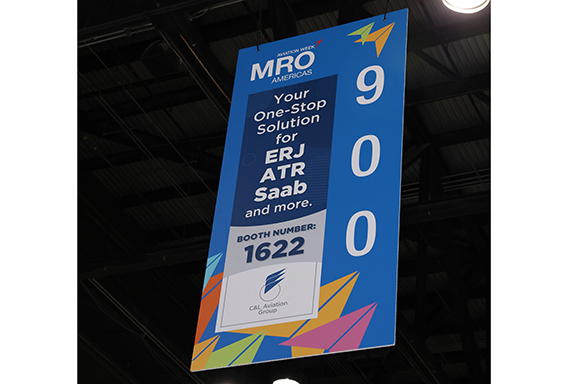 AVIATION WEEK
MRO
AMERICAS
Your
One-Stop
Solution
for
ERJ
ATR
Saab
and more.
BOOTH NUMBER:
1622
C&L Aviation
Group
9
0
0